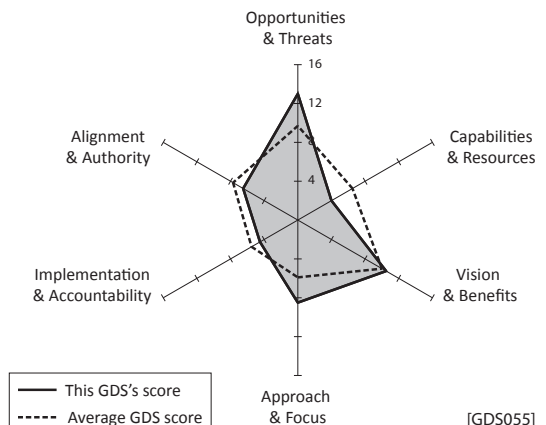 Opportunities
& Threats
16
12
8
4
Alignment
& Authority
Capabilities
& Resources
Implementation
& Accountability
Vision
& Benefits
Approach
& Focus
This GDS's score
Average GDS score
[GDS055]